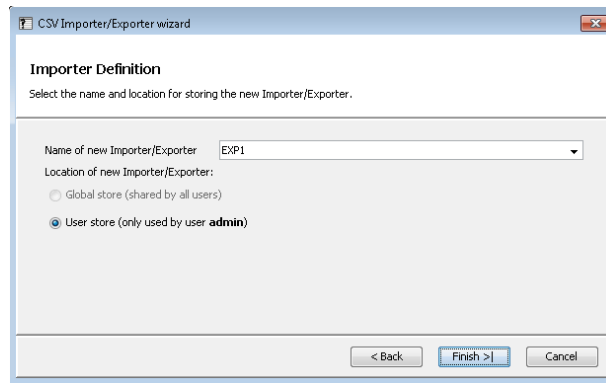 CSV Importer/Exporter wizard
Importer Definition
Select the name and location for storing the new Importer/Exporter.
Name of new Importer/Exporter EXP1
Location of new Importer/Exporter:
Global store (shared by all users)
User store (only used by user admin)
< Back Finish >| Cancel